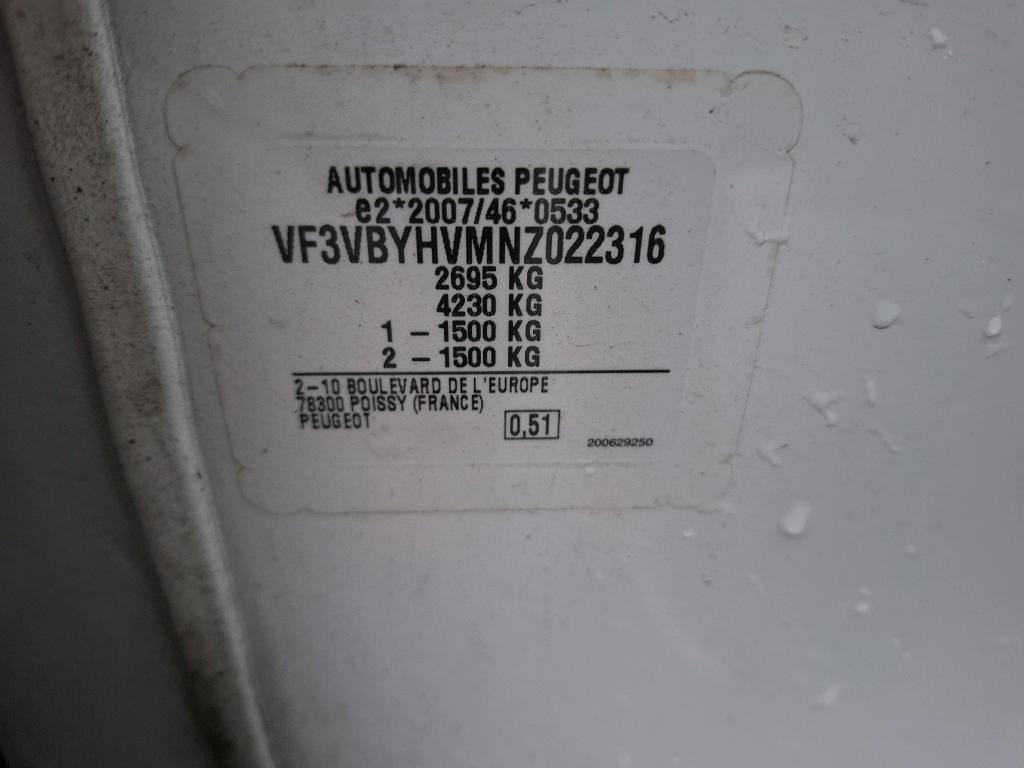 AUTOMOBILES PEUGEOT
e2*2007/46*0533
VF3VBYHVMNZ022316
2695 KG
4230 KG
1 – 1500 KG
2 – 1500 KG
2–10 BOULEVARD DE L'EUROPE
78300 POISSY (FRANCE)
PEUGEOT
0,51
200629250